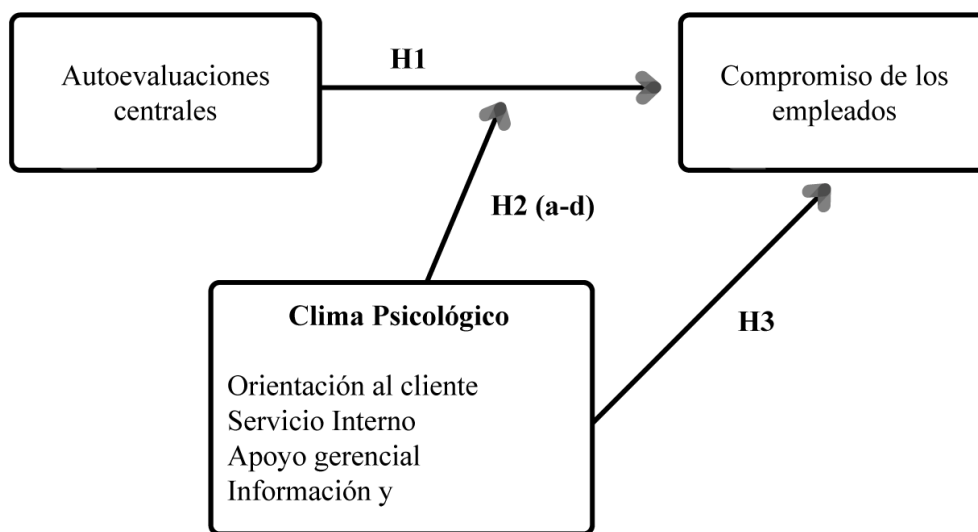 Autoevaluaciones
centrales
H1
Compromiso de los
empleados
H2 (a-d)
Clima Psicológico
Orientación al cliente
Servicio Interno
Apoyo gerencial
Información y
H3